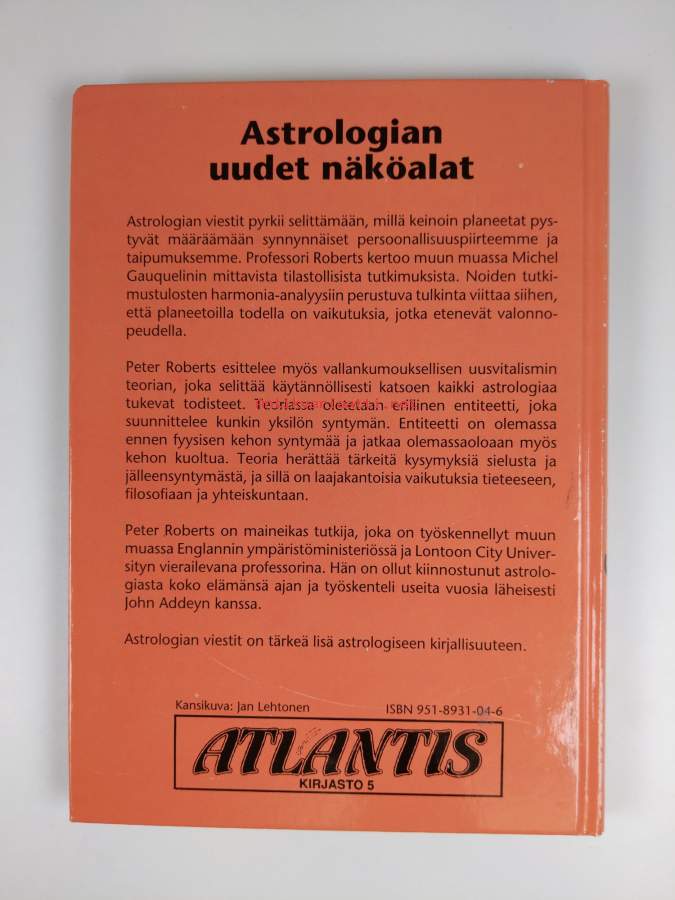 Astrologian
uudet näköalat
Astrologian viestit pyrkii selittämään, millä keinoin planeetat pys-
tyvät määräämään synnynnäiset persoonallisuuspiirteemme ja
taipumuksemme. Professori Roberts kertoo muun muassa Michel
Gauquelinin mittavista tilastollisista tutkimuksista. Noiden tutki-
mustulosten harmonia-analyysiin perustuva tulkinta viittaa siihen,
että planeetoilla todella on vaikutuksia, jotka etenevät valonno-
peudella.
Peter Roberts esittelee myös vallankumouksellisen uusvitalismin
teorian, joka selittää käytännöllisesti katsoen kaikki astrologiaa
tukevat todisteet. Teoriassa oletetaan erillinen entiteetti, joka
suunnittelee kunkin yksilön syntymän. Entiteetti on olemassa
ennen fyysisen kehon syntymää ja jatkaa olemassaoloaan myös
kehon kuoltua. Teoria herättää tärkeitä kysymyksiä sielusta ja
jälleensyntymästä, ja sillä on laajakantoisia vaikutuksia tieteeseen,
filosofiaan ja yhteiskuntaan.
Peter Roberts on maineikas tutkija, joka on työskennellyt muun
muassa Englannin ympäristöministeriössä ja Lontoon City Univer-
sityn vierailevana professorina. Hän on ollut kiinnostunut astrolo-
giasta koko elämänsä ajan ja työskenteli useita vuosia läheisesti
John Addeyn kanssa.
Astrologian viestit on tärkeä lisä astrologiseen kirjallisuuteen.
Kansikuva: Jan Lehtonen ISBN 951-8931-04-6
ATLANTIS
KIRJASTO 5